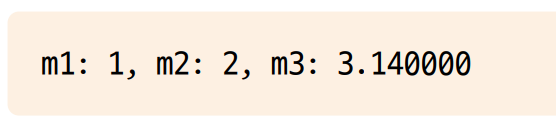 m1: 1, m2: 2, m3: 3.140000